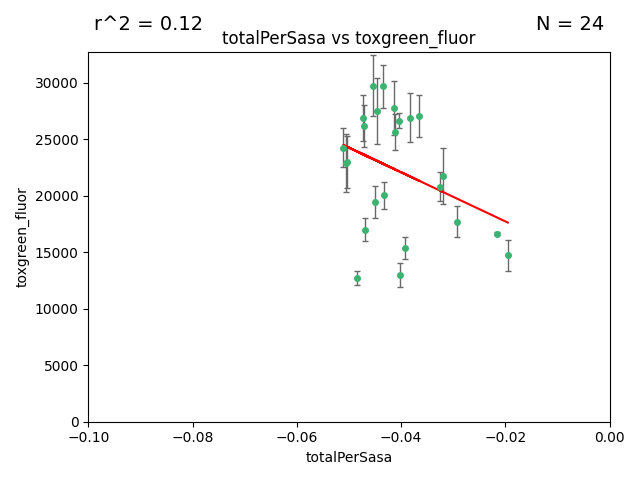 r^2 = 0.12
N = 24
totalPerSasa vs toxgreen_fluor
30000
25000
20000
15000
10000
5000
0
toxgreen_fluor
−0.10
−0.08
−0.06
−0.04
−0.02
0.00
totalPerSasa